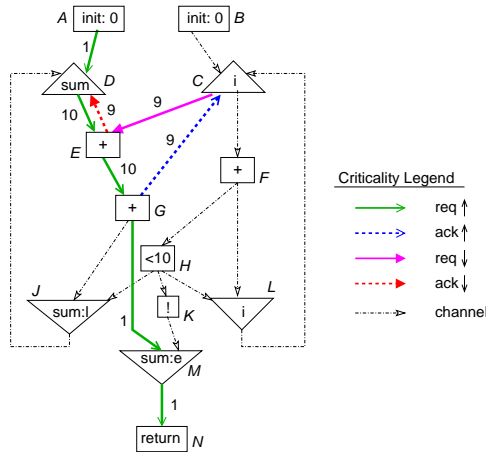 A init: 0
init: 0 B
1
sum D
C i
10 9 9
E +
9
10
+ F
+ G
<10 H
J sum:I
! K
L i
1
sum:e M
1
return N
Criticality Legend
req ↑
ack ↑
req ↓
ack ↓
channel